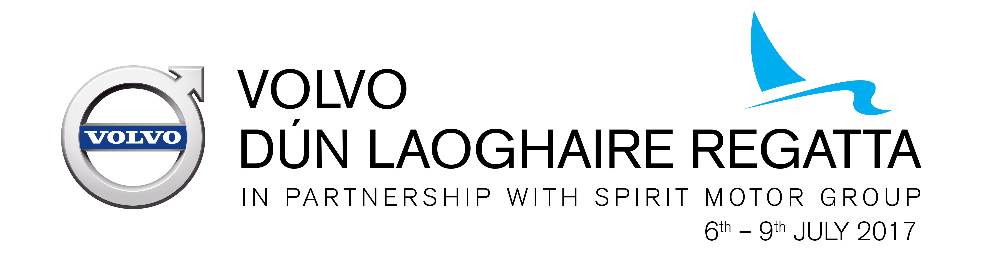 VOLVO
VOLVO
DÚN LAOGHAIRE REGATTA
IN PARTNERSHIP WITH SPIRIT MOTOR GROUP
6th – 9th JULY 2017